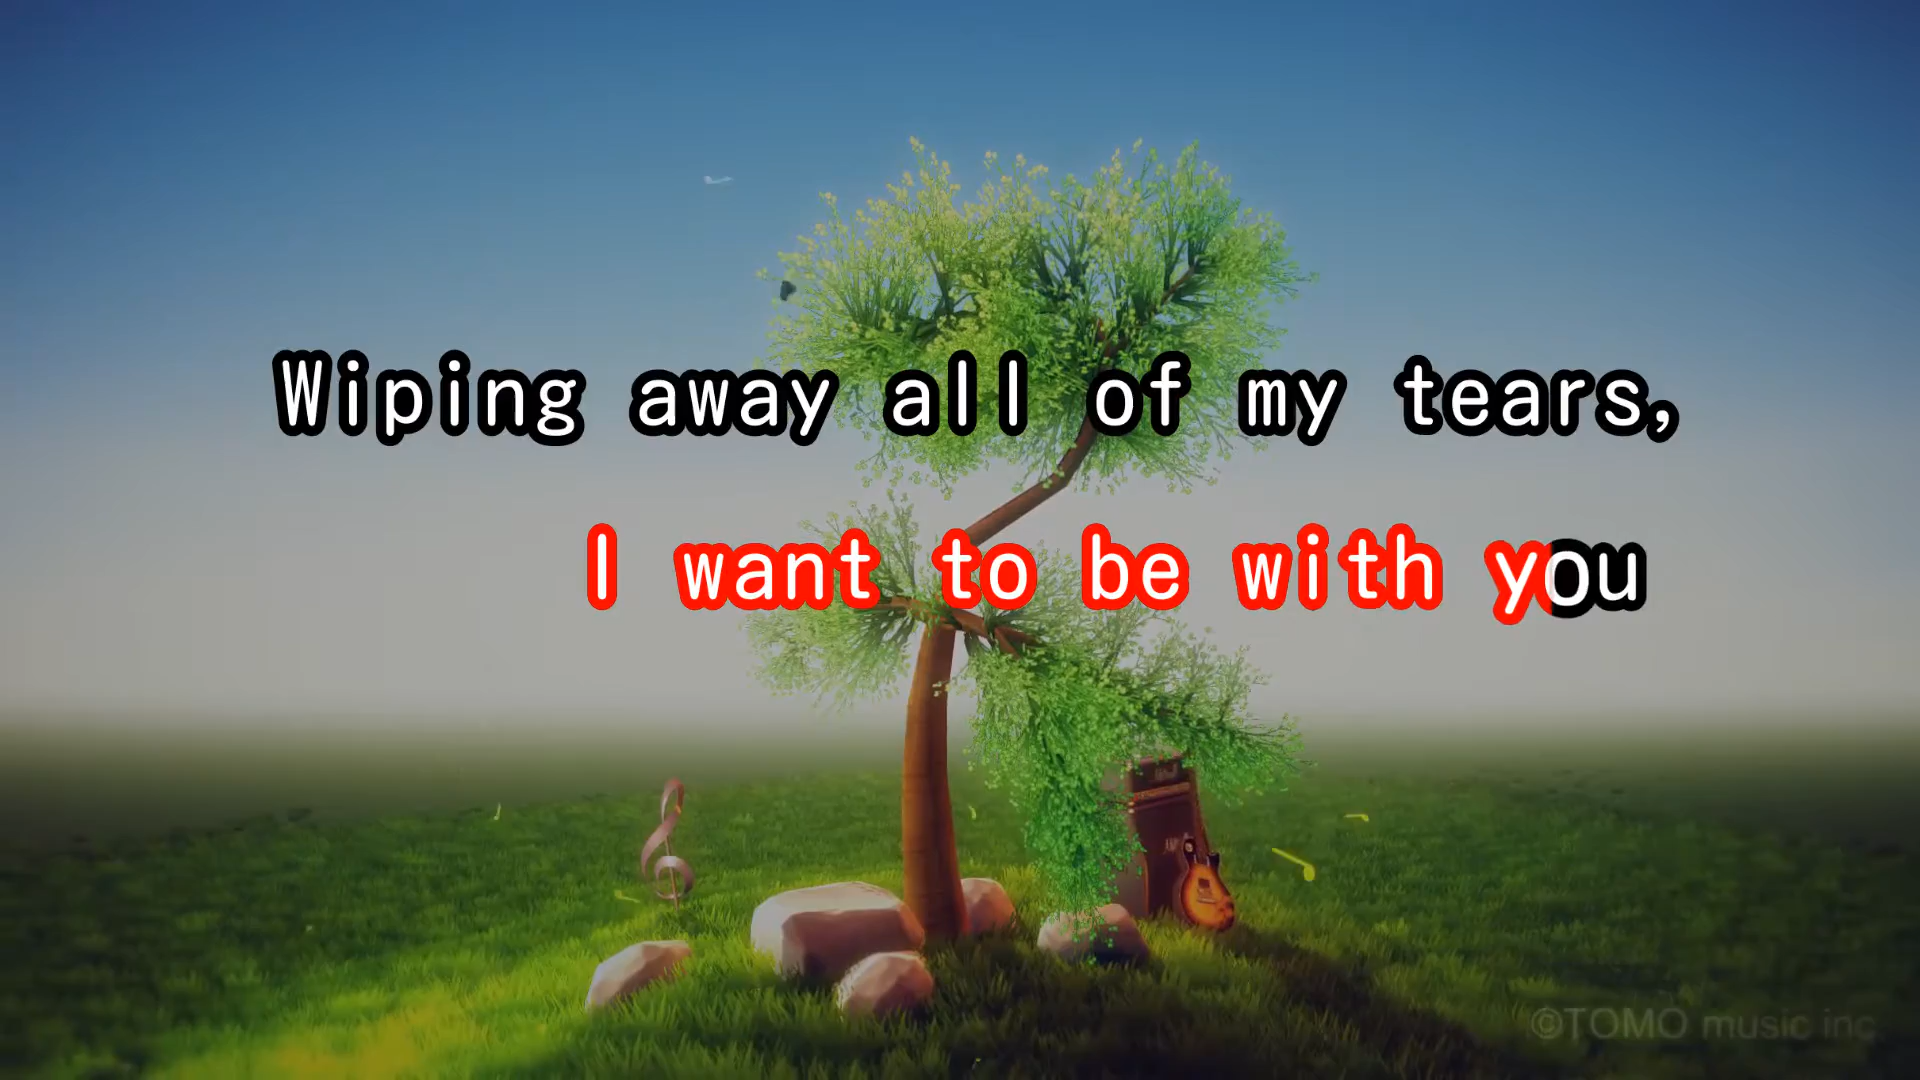 Wiping away all of my tears,
I want to be with you
©TOMO music inc